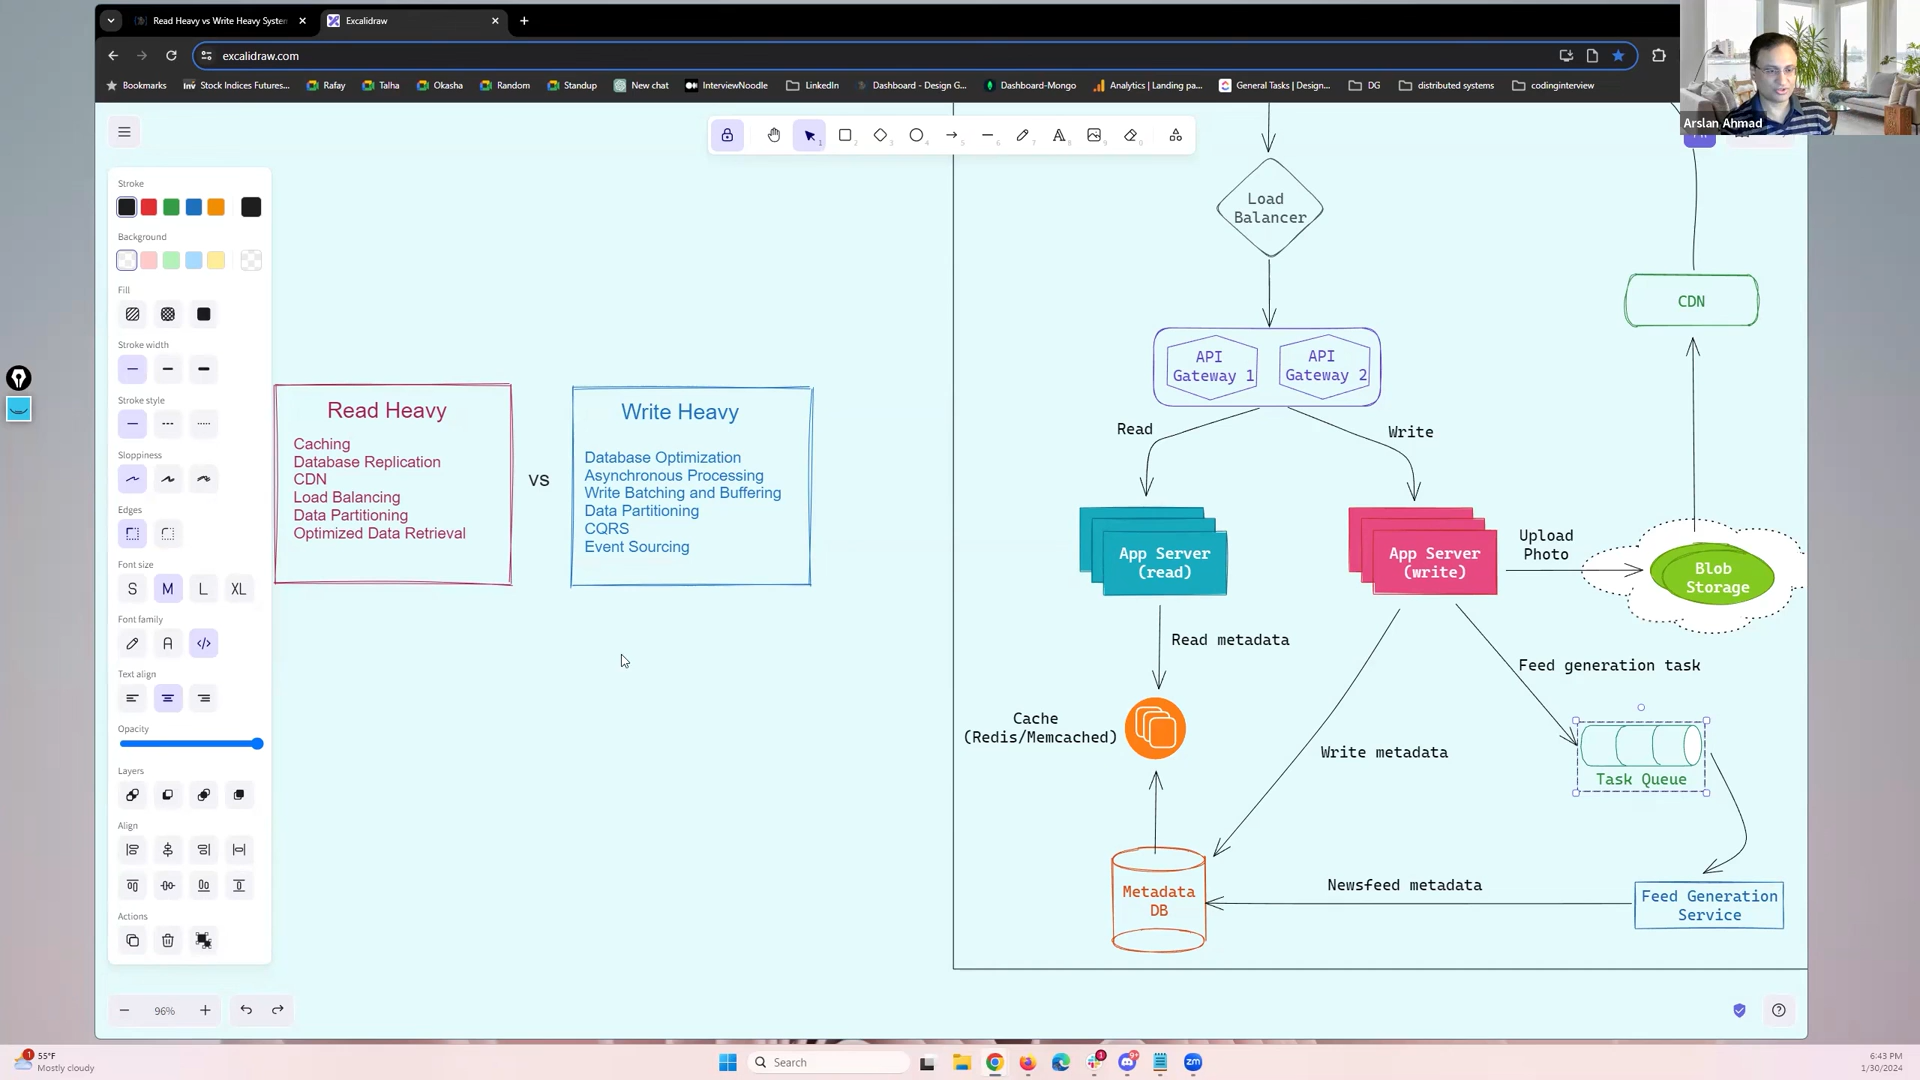 Read Heavy vs Write Heavy System
Excalidraw
excalidraw.com
Bookmarks
Stock Indices Futures...
Rafay
Talha
Okasha
Random
Standup
New chat
InterviewNoodle
LinkedIn
Dashboard - Design G...
Dashboard-Mongo
Analytics | Landing pa...
General Tasks | Design...
DG
distributed systems
codinginterview
Arslan Ahmad
Stroke
Background
Fill
Stroke width
Stroke style
Sloppiness
Edges
Font size
S M L XL
Font family
Text align
Opacity
Layers
Align
Actions
96%
Read Heavy
Caching
Database Replication
CDN
Load Balancing
Data Partitioning
Optimized Data Retrieval
VS
Write Heavy
Database Optimization
Asynchronous Processing
Write Batching and Buffering
Data Partitioning
CQRS
Event Sourcing
Load
Balancer
CDN
API
Gateway 1
API
Gateway 2
Read
Write
App Server
(read)
App Server
(write)
Upload
Photo
Blob
Storage
Read metadata
Feed generation task
Cache
(Redis/Memcached)
Write metadata
Task Queue
Metadata
DB
Newsfeed metadata
Feed Generation
Service
55°F
Mostly cloudy
Search
6:43 PM
1/30/2024